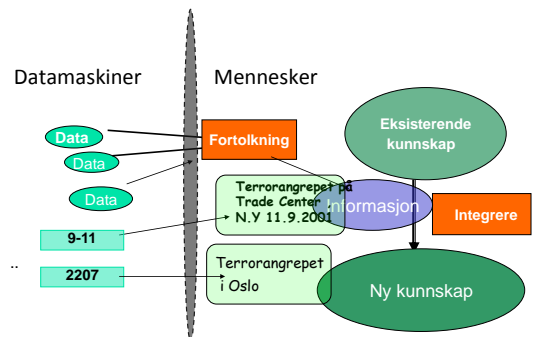 Datamaskiner
Mennesker
Data
Data
Data
Fortolkning
Eksisterende
kunnskap
Terrorangrepet på
Trade Center
N.Y 11.9.2001
Informasjon
Integrere
9-11
..
2207
Terrorangrepet
i Oslo
Ny kunnskap